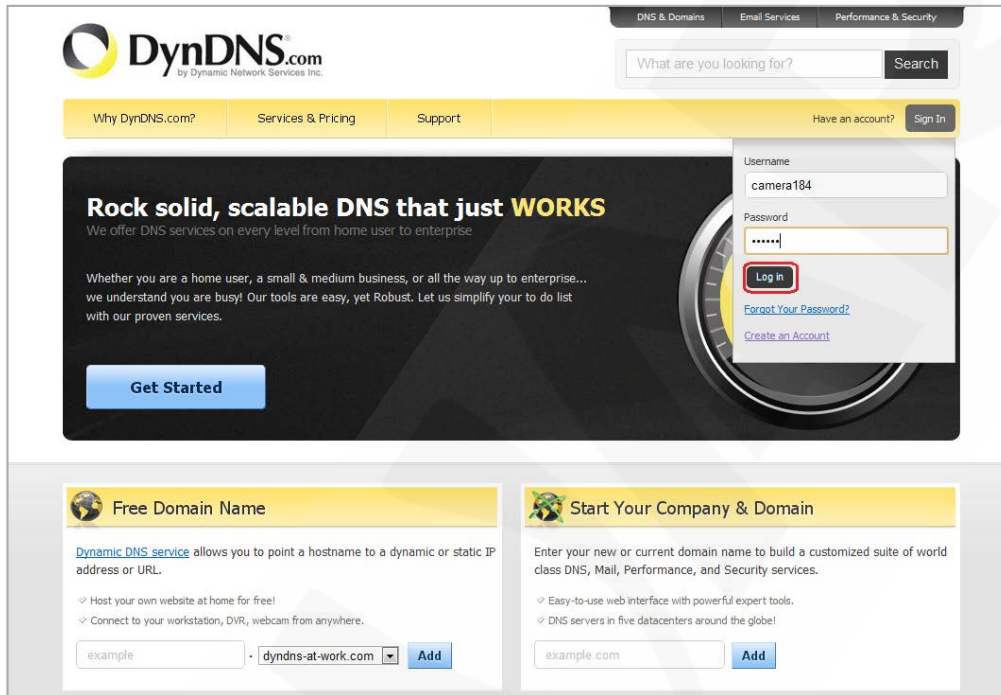 DNS & Domains Email Services Performance & Security
DynDNS.com
by Dynamic Network Services Inc.
What are you looking for? Search
Why DynDNS.com? Services & Pricing Support Have an account? Sign In
Username
camera184
Password
••••••
Log in
Forgot Your Password?
Create an Account
Rock solid, scalable DNS that just WORKS
We offer DNS services on every level from home user to enterprise
Whether you are a home user, a small & medium business, or all the way up to enterprise...
we understand you are busy! Our tools are easy, yet Robust. Let us simplify your to do list
with our proven services.
Get Started
Free Domain Name
Dynamic DNS service allows you to point a hostname to a dynamic or static IP
address or URL.
Host your own website at home for free!
Connect to your workstation, DVR, webcam from anywhere.
example . dyndns-at-work.com Add
Start Your Company & Domain
Enter your new or current domain name to build a customized suite of world
class DNS, Mail, Performance, and Security services.
Easy-to-use web interface with powerful expert tools.
DNS servers in five datacenters around the globe!
example.com Add